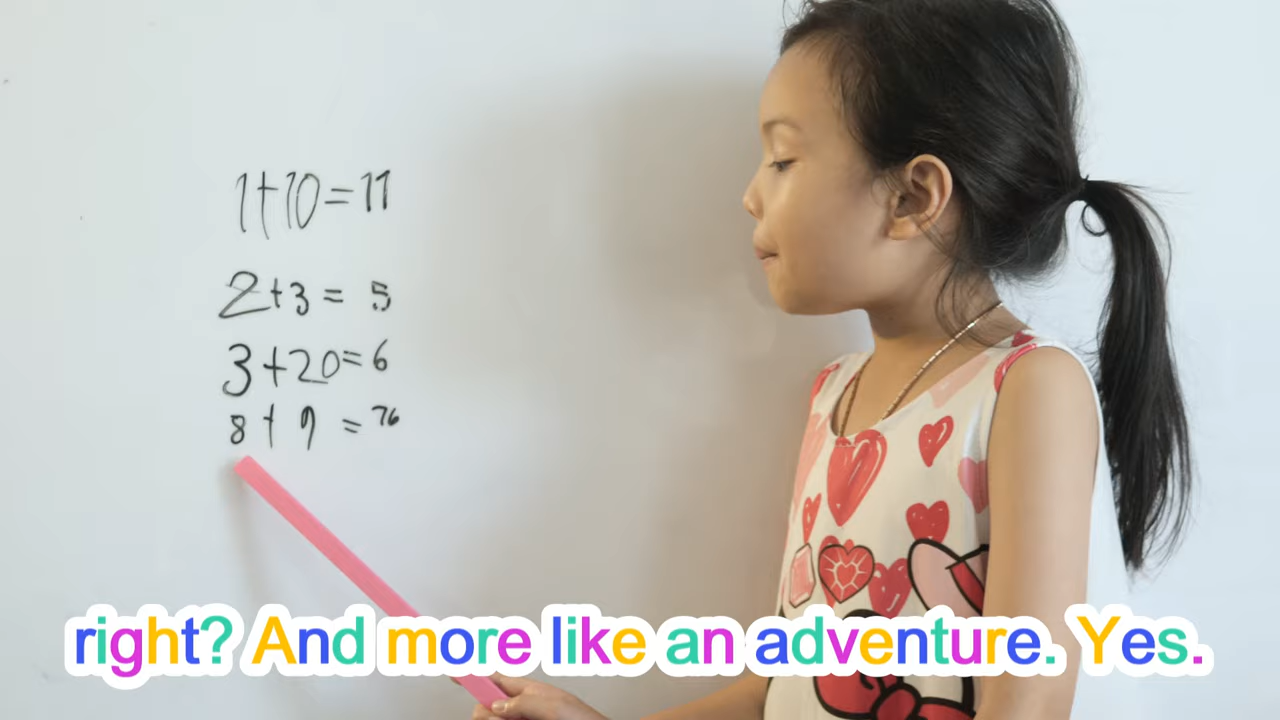 1+10=11
2+3= 5
3+20=6
8+9 =76
right? And more like an adventure. Yes.